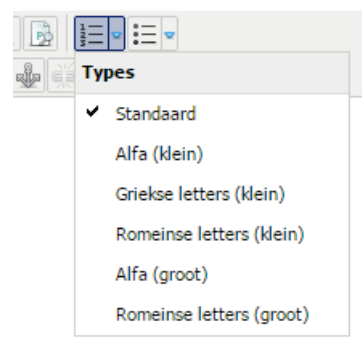 Types
Standaard
Alfa (klein)
Griekse letters (klein)
Romeinse letters (klein)
Alfa (groot)
Romeinse letters (groot)